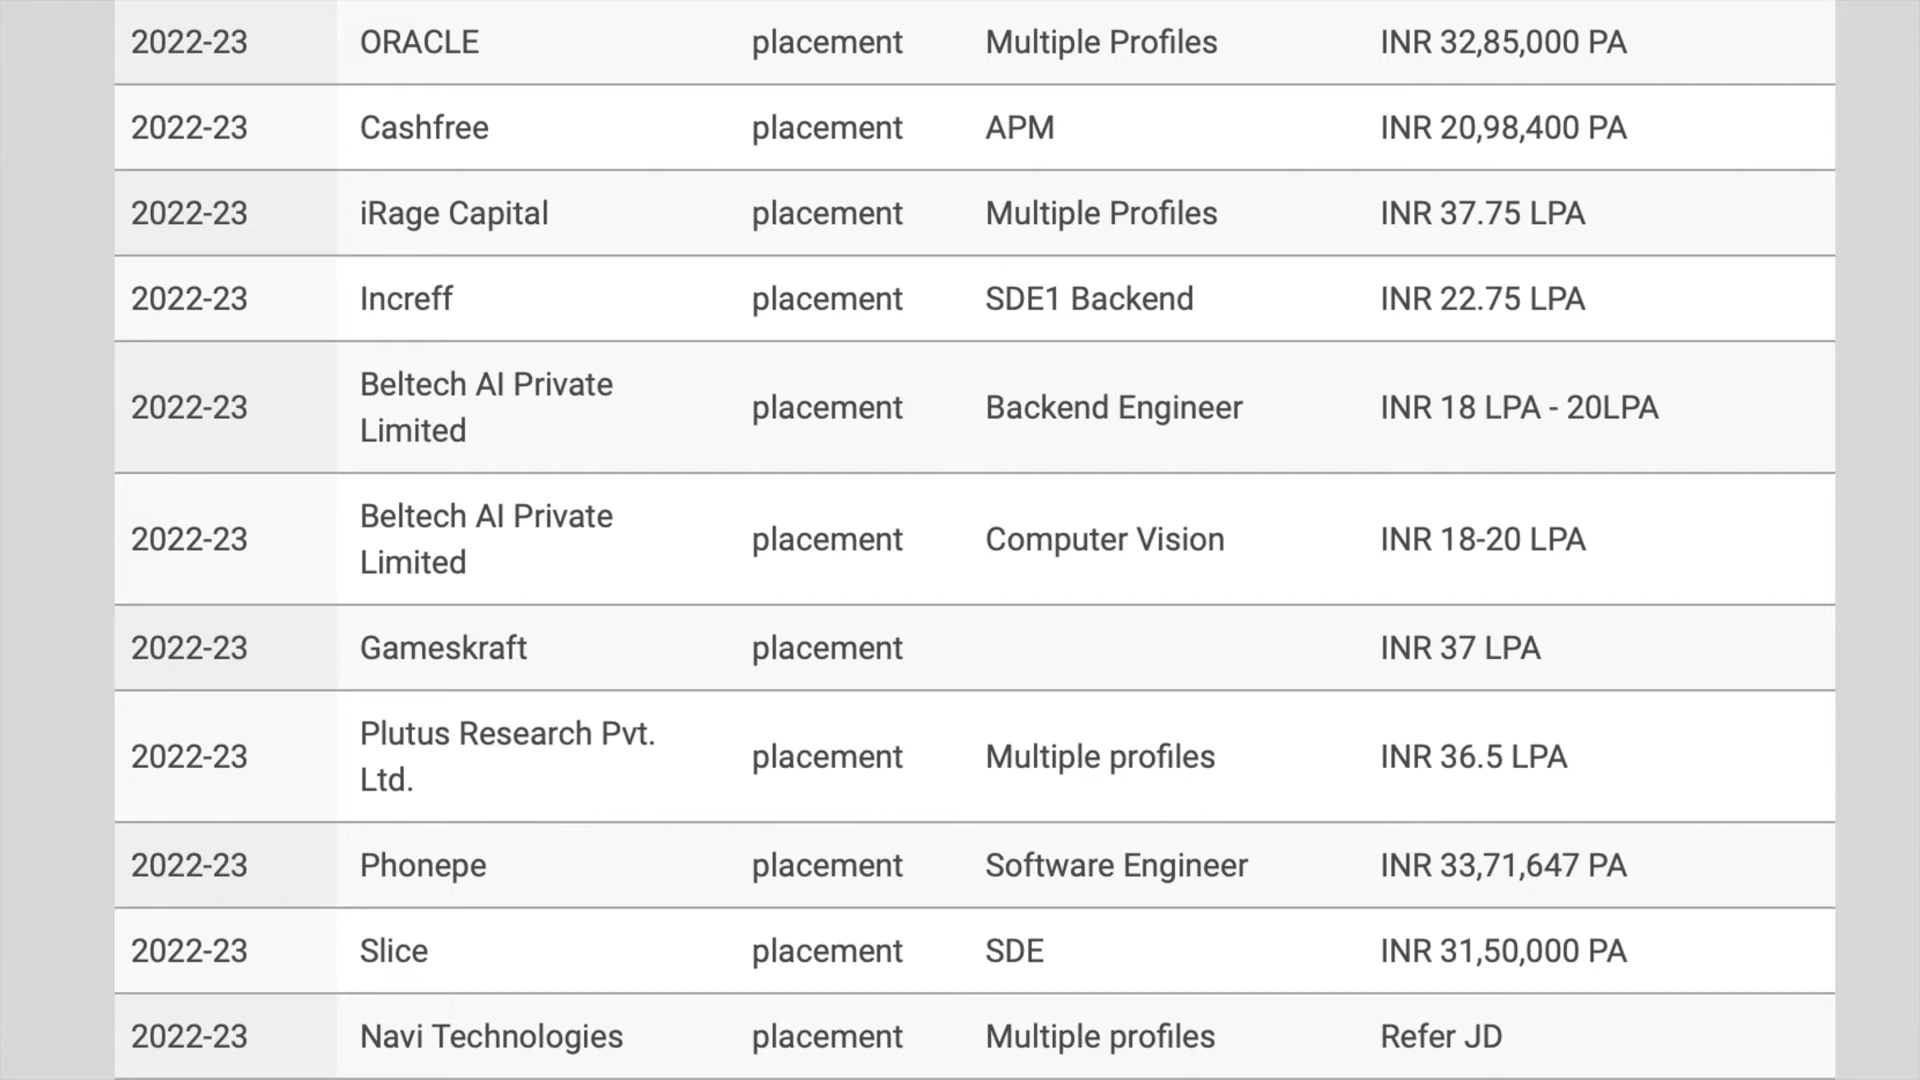 2022-23 ORACLE placement Multiple Profiles INR 32,85,000 PA
2022-23 Cashfree placement APM INR 20,98,400 PA
2022-23 iRage Capital placement Multiple Profiles INR 37.75 LPA
2022-23 Increff placement SDE1 Backend INR 22.75 LPA
2022-23 Beltech AI Private
Limited placement Backend Engineer INR 18 LPA - 20LPA
2022-23 Beltech AI Private
Limited placement Computer Vision INR 18-20 LPA
2022-23 Gameskraft placement INR 37 LPA
2022-23 Plutus Research Pvt.
Ltd. placement Multiple profiles INR 36.5 LPA
2022-23 Phonepe placement Software Engineer INR 33,71,647 PA
2022-23 Slice placement SDE INR 31,50,000 PA
2022-23 Navi Technologies placement Multiple profiles Refer JD